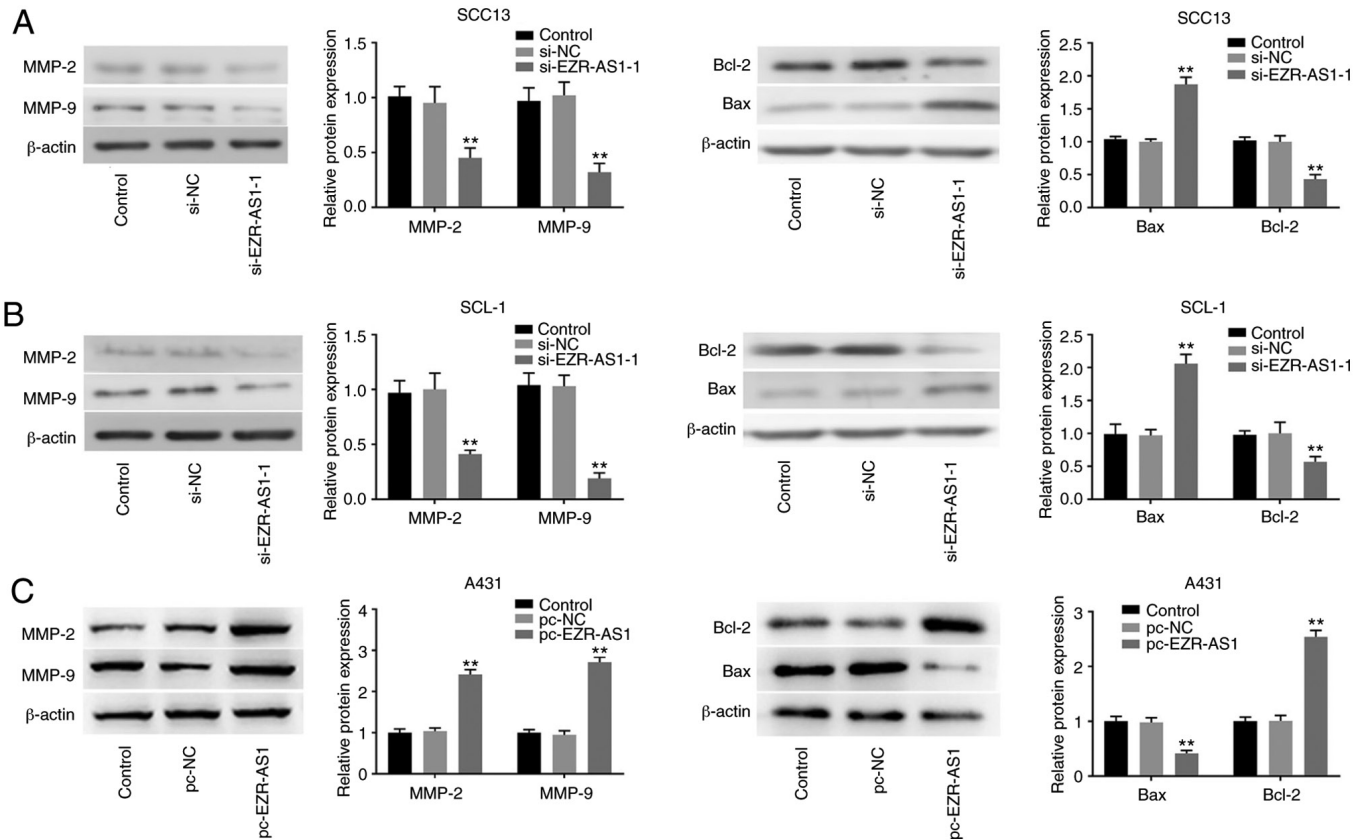 A
MMP-2
MMP-9
β-actin
Control
si-NC
si-EZR-AS1-1
SCC13
Relative protein expression
1.5
1.0
0.5
0.0
Control
si-NC
si-EZR-AS1-1
**
**
MMP-2
MMP-9
Bcl-2
Bax
β-actin
Control
si-NC
si-EZR-AS1-1
SCC13
Relative protein expression
2.5
2.0
1.5
1.0
0.5
0.0
Control
si-NC
si-EZR-AS1-1
**
**
Bax
Bcl-2
B
MMP-2
MMP-9
β-actin
Control
si-NC
si-EZR-AS1-1
SCL-1
Relative protein expression
1.5
1.0
0.5
0.0
Control
si-NC
si-EZR-AS1-1
**
**
MMP-2
MMP-9
Bcl-2
Bax
β-actin
Control
si-NC
si-EZR-AS1-1
SCL-1
Relative protein expression
2.5
2.0
1.5
1.0
0.5
0.0
Control
si-NC
si-EZR-AS1-1
**
**
Bax
Bcl-2
C
MMP-2
MMP-9
β-actin
Control
pc-NC
pc-EZR-AS1
A431
Relative protein expression
4
3
2
1
0
Control
pc-NC
pc-EZR-AS1
**
**
MMP-2
MMP-9
Bcl-2
Bax
β-actin
Control
pc-NC
pc-EZR-AS1
A431
Relative protein expression
3
2
1
0
Control
pc-NC
pc-EZR-AS1
**
**
Bax
Bcl-2